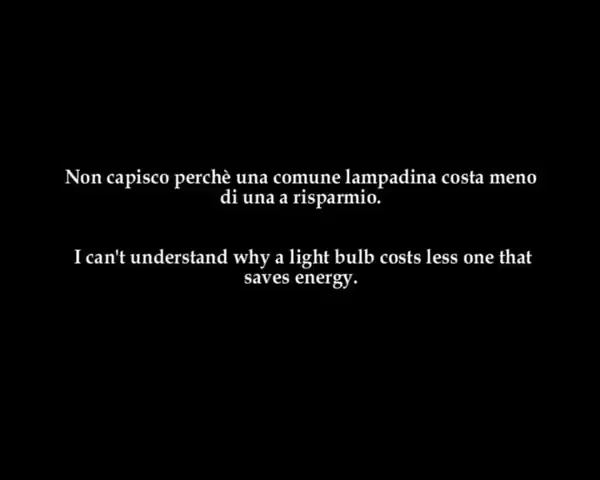 Non capisco perchè una comune lampadina costa meno
di una a risparmio.
I can't understand why a light bulb costs less one that
saves energy.